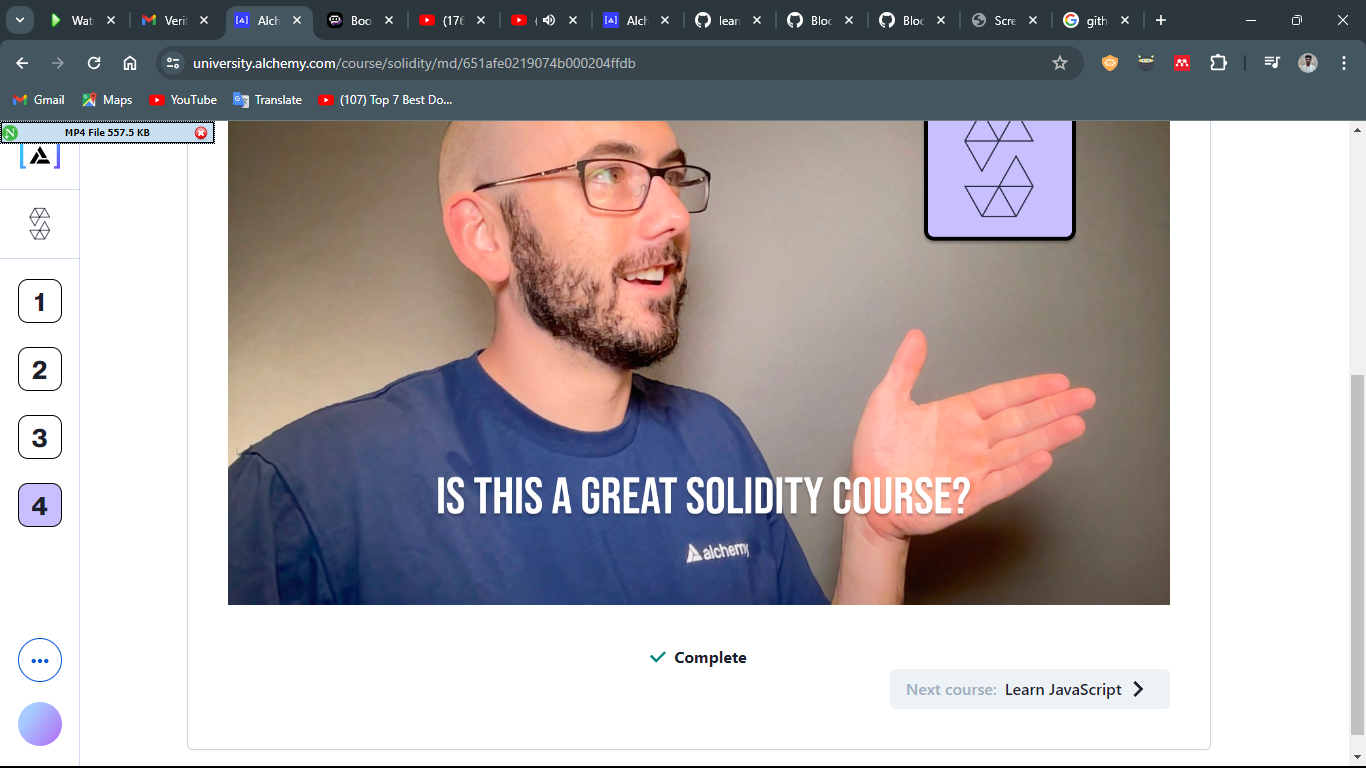 Wat
Veri
Alch
Boo
(176
(
Alch
lear
Bloc
Bloc
Scre
gith
university.alchemy.com/course/solidity/md/651afe0219074b000204ffdb
Gmail
Maps
YouTube
Translate
(107) Top 7 Best Do...
MP4 File 557.5 KB
1
2
3
4
IS THIS A GREAT SOLIDITY COURSE?
alchemy
Complete
Next course: Learn JavaScript